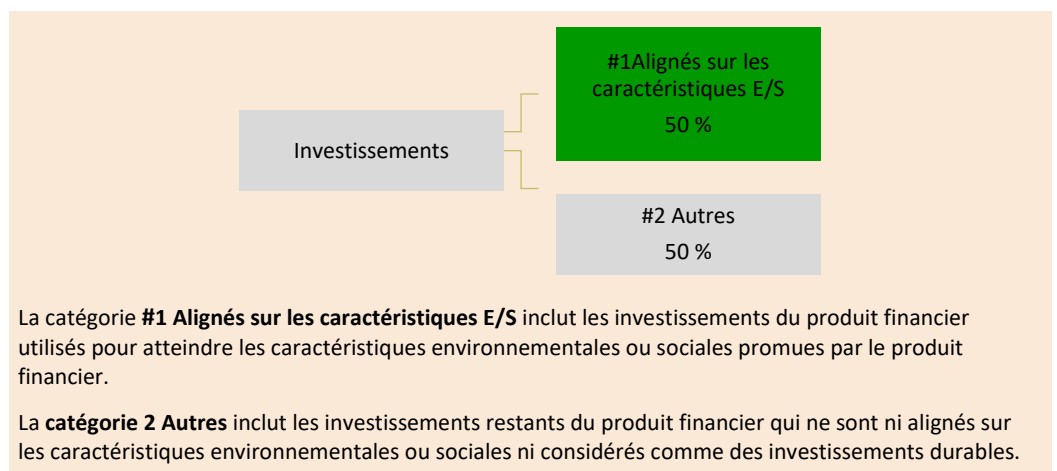 #1Alignés sur les
caractéristiques E/S
50 %
Investissements
#2 Autres
50 %
La catégorie #1 Alignés sur les caractéristiques E/S inclut les investissements du produit financier
utilisés pour atteindre les caractéristiques environnementales ou sociales promues par le produit
financier.
La catégorie 2 Autres inclut les investissements restants du produit financier qui ne sont ni alignés sur
les caractéristiques environnementales ou sociales ni considérés comme des investissements durables.